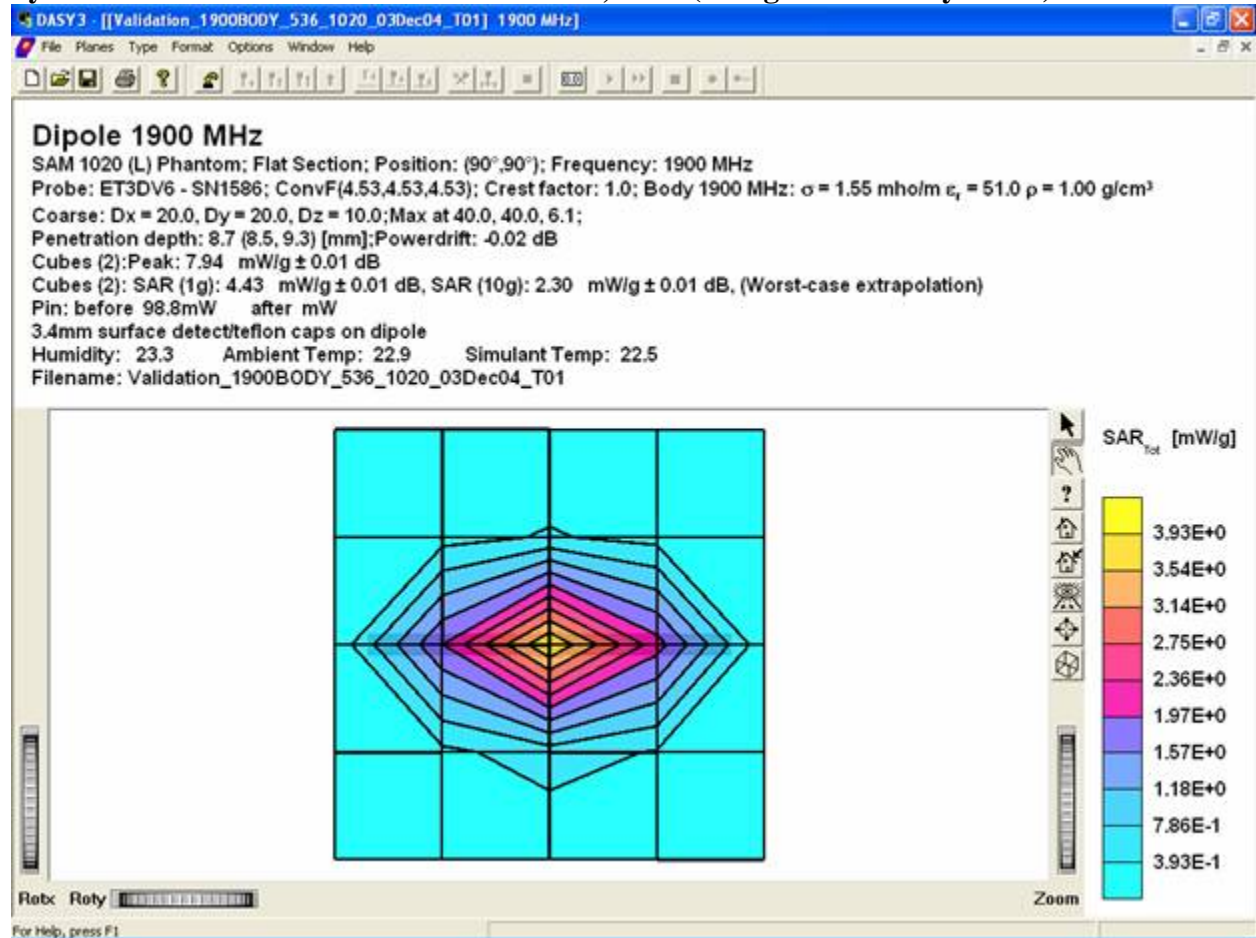 DASY3 - [[Validation_1900BODY_536_1020_03Dec04_T01] 1900 MHz]
File Planes Type Format Options Window Help
Dipole 1900 MHz
SAM 1020 (L) Phantom; Flat Section; Position: (90°,90°); Frequency: 1900 MHz
Probe: ET3DV6 - SN1586; ConvF(4.53,4.53,4.53); Crest factor: 1.0; Body 1900 MHz: σ = 1.55 mho/m εr = 51.0 ρ = 1.00 g/cm³
Coarse: Dx = 20.0, Dy = 20.0, Dz = 10.0;Max at 40.0, 40.0, 6.1;
Penetration depth: 8.7 (8.5, 9.3) [mm];Powerdrift: -0.02 dB
Cubes (2):Peak: 7.94 mW/g ± 0.01 dB
Cubes (2): SAR (1g): 4.43 mW/g ± 0.01 dB, SAR (10g): 2.30 mW/g ± 0.01 dB, (Worst-case extrapolation)
Pin: before 98.8mW after mW
3.4mm surface detect/teflon caps on dipole
Humidity: 23.3 Ambient Temp: 22.9 Simulant Temp: 22.5
Filename: Validation_1900BODY_536_1020_03Dec04_T01
SARTot [mW/g]
3.93E+0
3.54E+0
3.14E+0
2.75E+0
2.36E+0
1.97E+0
1.57E+0
1.18E+0
7.86E-1
3.93E-1
Rotx Roty Zoom
For Help, press F1